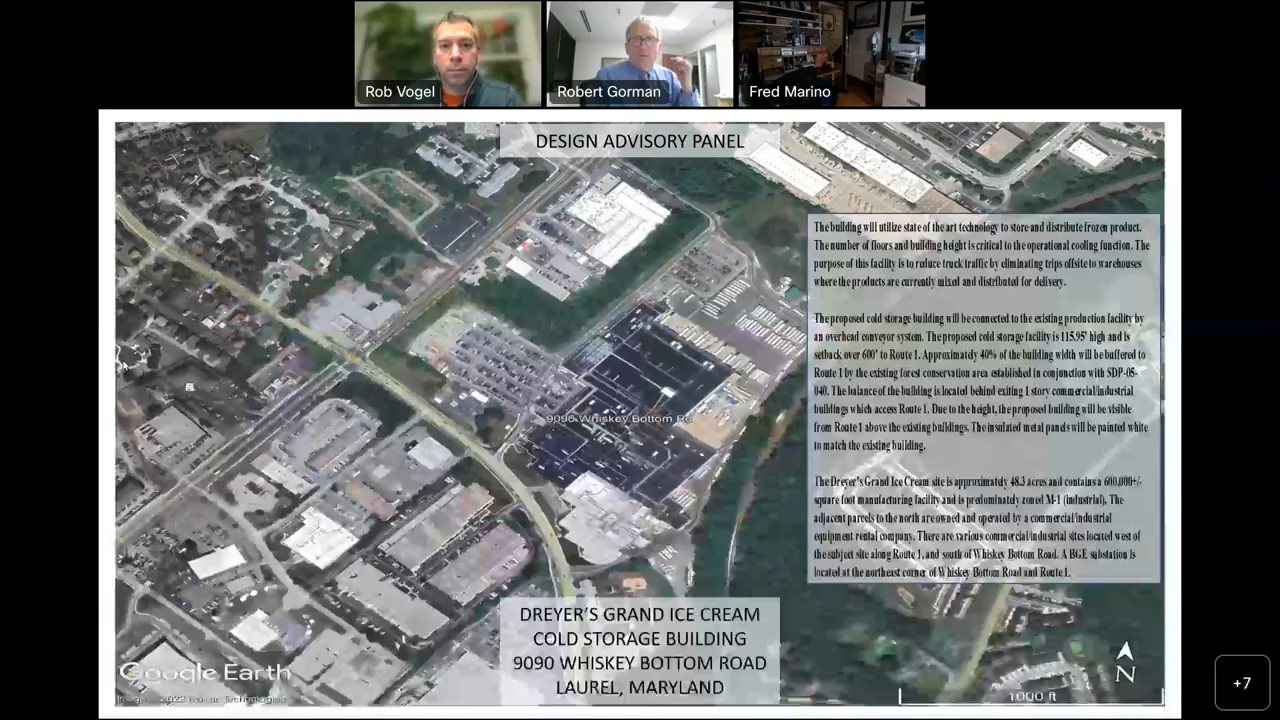 Rob Vogel
Robert Gorman
Fred Marino
DESIGN ADVISORY PANEL
The building will utilize state of the art technology to store and distribute frozen product.
The number of floors and building height is critical to the operational cooling function. The
purpose of this facility is to reduce truck traffic by eliminating trips offsite to warehouses
where the products are currently mixed and distributed for delivery.
The proposed cold storage building will be connected to the existing production facility by
an overhead conveyor system. The proposed cold storage facility is 115.95' high and is
setback over 600' to Route 1. Approximately 40% of the building width will be buffered to
Route 1 by the existing forest conservation area established in conjunction with SDP-05-
040. The balance of the building is located behind exiting 1 story commercial/industrial
buildings which access Route 1. Due to the height, the proposed building will be visible
from Route 1 above the existing buildings. The insulated metal panels will be painted white
to match the existing building.
The Dreyer's Grand Ice Cream site is approximately 48.3 acres and contains a 600,000+/-
square foot manufacturing facility and is predominately zoned M-1 (industrial). The
adjacent parcels to the north are owned and operated by a commercial/industrial
equipment rental company. There are various commercial/industrial sites located west of
the subject site along Route 1, and south of Whiskey Bottom Road. A BGE substation is
located at the northeast corner of Whiskey Bottom Road and Route 1.
9090 Whiskey Bottom Rd
DREYER'S GRAND ICE CREAM
COLD STORAGE BUILDING
9090 WHISKEY BOTTOM ROAD
LAUREL, MARYLAND
Google Earth
2022 Technologies
N
1000 ft
+7